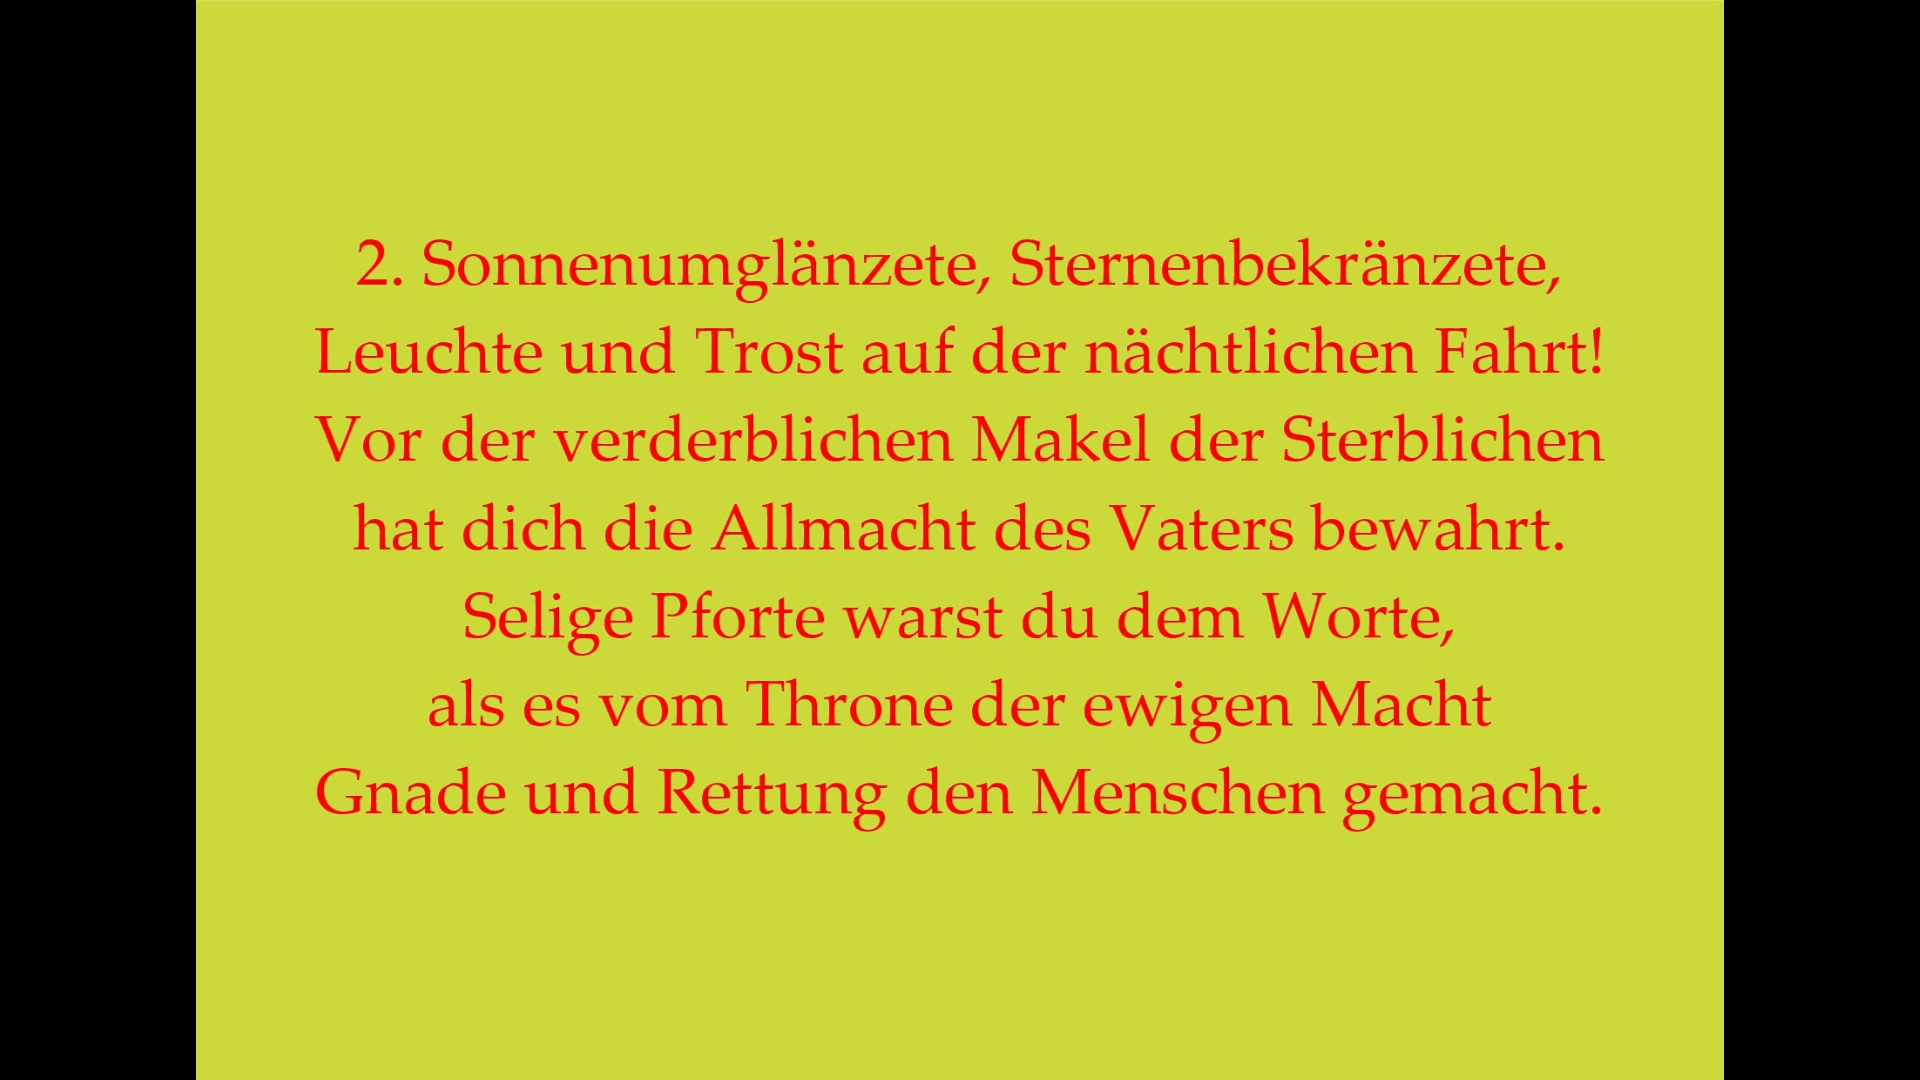 2. Sonnenumglänzete, Sternenbekränzete,
Leuchte und Trost auf der nächtlichen Fahrt!
Vor der verderblichen Makel der Sterblichen
hat dich die Allmacht des Vaters bewahrt.
Selige Pforte warst du dem Worte,
als es vom Throne der ewigen Macht
Gnade und Rettung den Menschen gemacht.